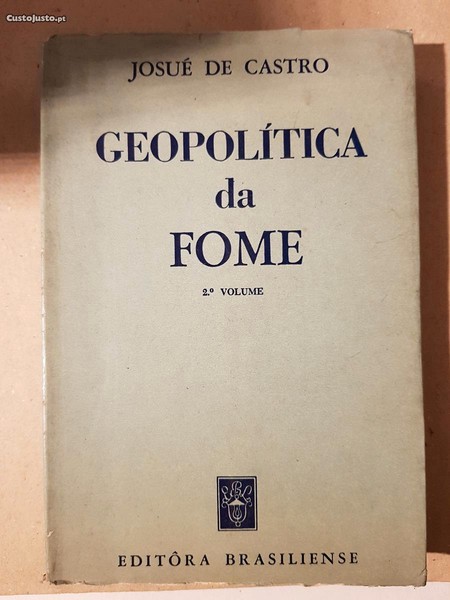 CustoJusto.pt
JOSUÉ DE CASTRO
GEOPOLÍTICA
da
FOME
2.º VOLUME
EDITÔRA BRASILIENSE